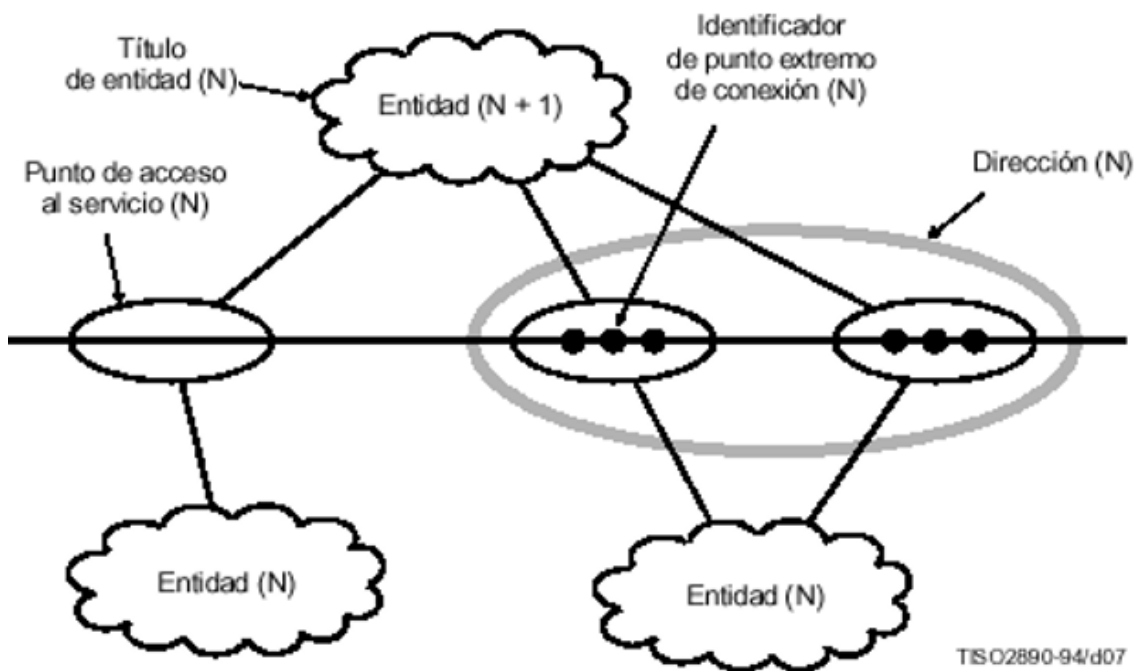 Título
de entidad (N)
Entidad (N + 1)
Identificador
de punto extremo
de conexión (N)
Punto de acceso
al servicio (N)
Dirección (N)
Entidad (N)
Entidad (N)
TISO2890-94/d07